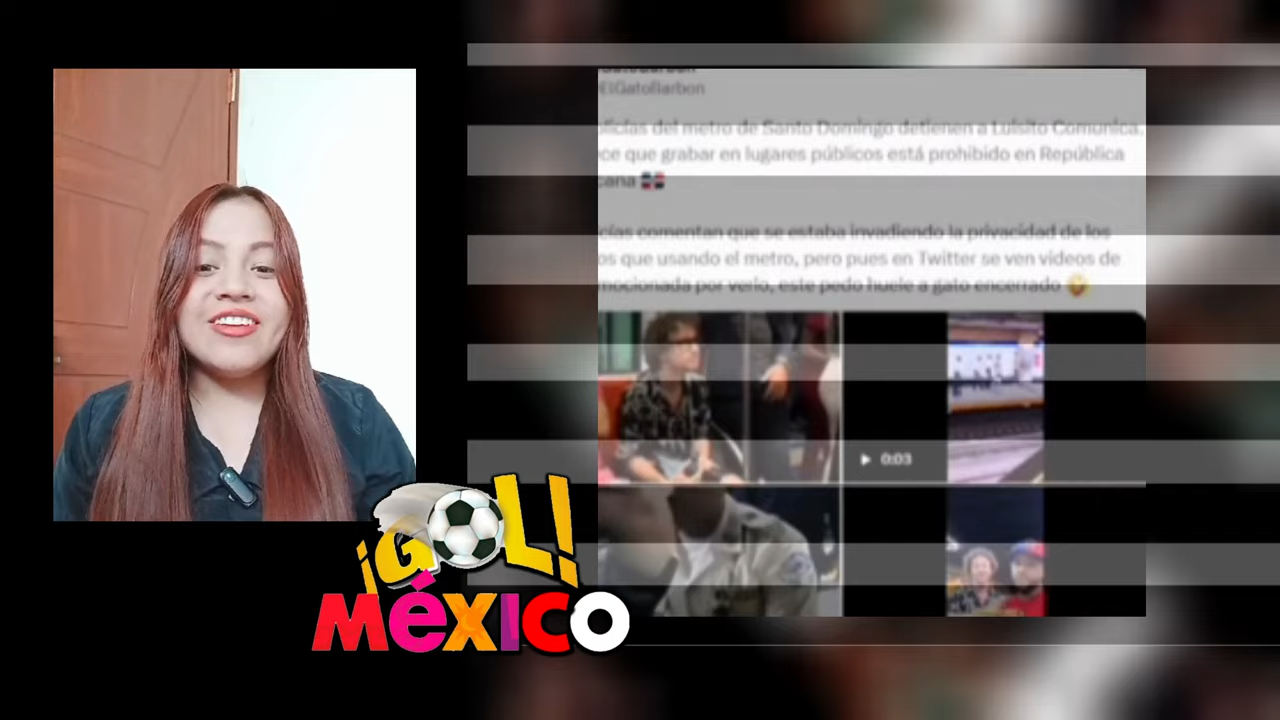 ElGatoBarbon
olicías del metro de Santo Domingo detienen a Luisito Comunica.
ce que grabar en lugares públicos está prohibido en República
cana
cías comentan que se estaba invadiendo la privacidad de los
os que usando el metro, pero pues en Twitter se ven videos de
mocionada por verlo, este pedo huele a gato encerrado
0:03
¡GOL!
MéXICO